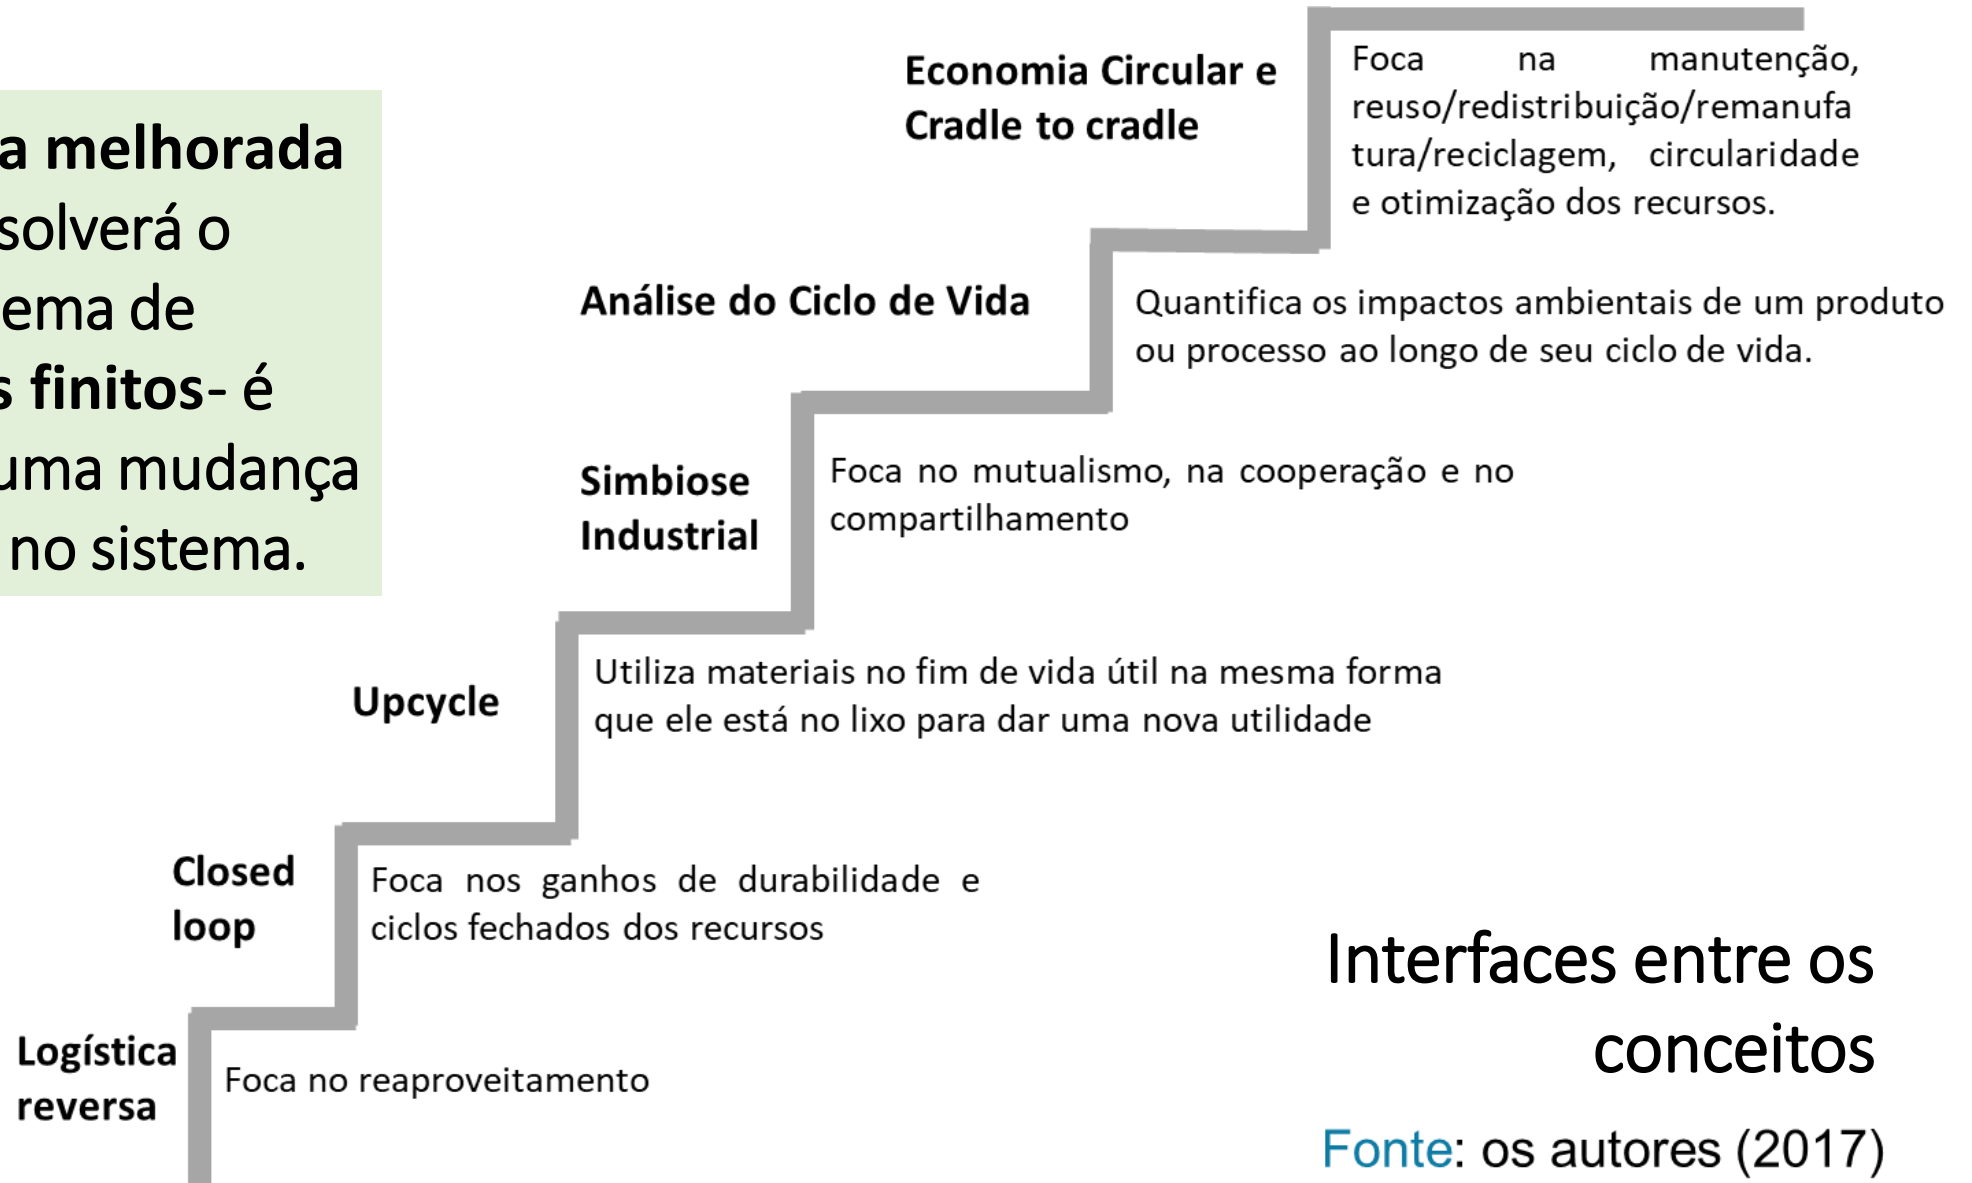 Economia Circular e
Cradle to cradle
Foca na manutenção,
reuso/redistribuição/remanufa
tura/reciclagem, circularidade
e otimização dos recursos.
a melhorada
solverá o
ema de
s finitos- é
uma mudança
no sistema.
Análise do Ciclo de Vida
Quantifica os impactos ambientais de um produto
ou processo ao longo de seu ciclo de vida.
Simbiose
Industrial
Foca no mutualismo, na cooperação e no
compartilhamento
Upcycle
Utiliza materiais no fim de vida útil na mesma forma
que ele está no lixo para dar uma nova utilidade
Closed
loop
Foca nos ganhos de durabilidade e
ciclos fechados dos recursos
Logística
reversa
Foca no reaproveitamento
Interfaces entre os
conceitos
Fonte: os autores (2017)